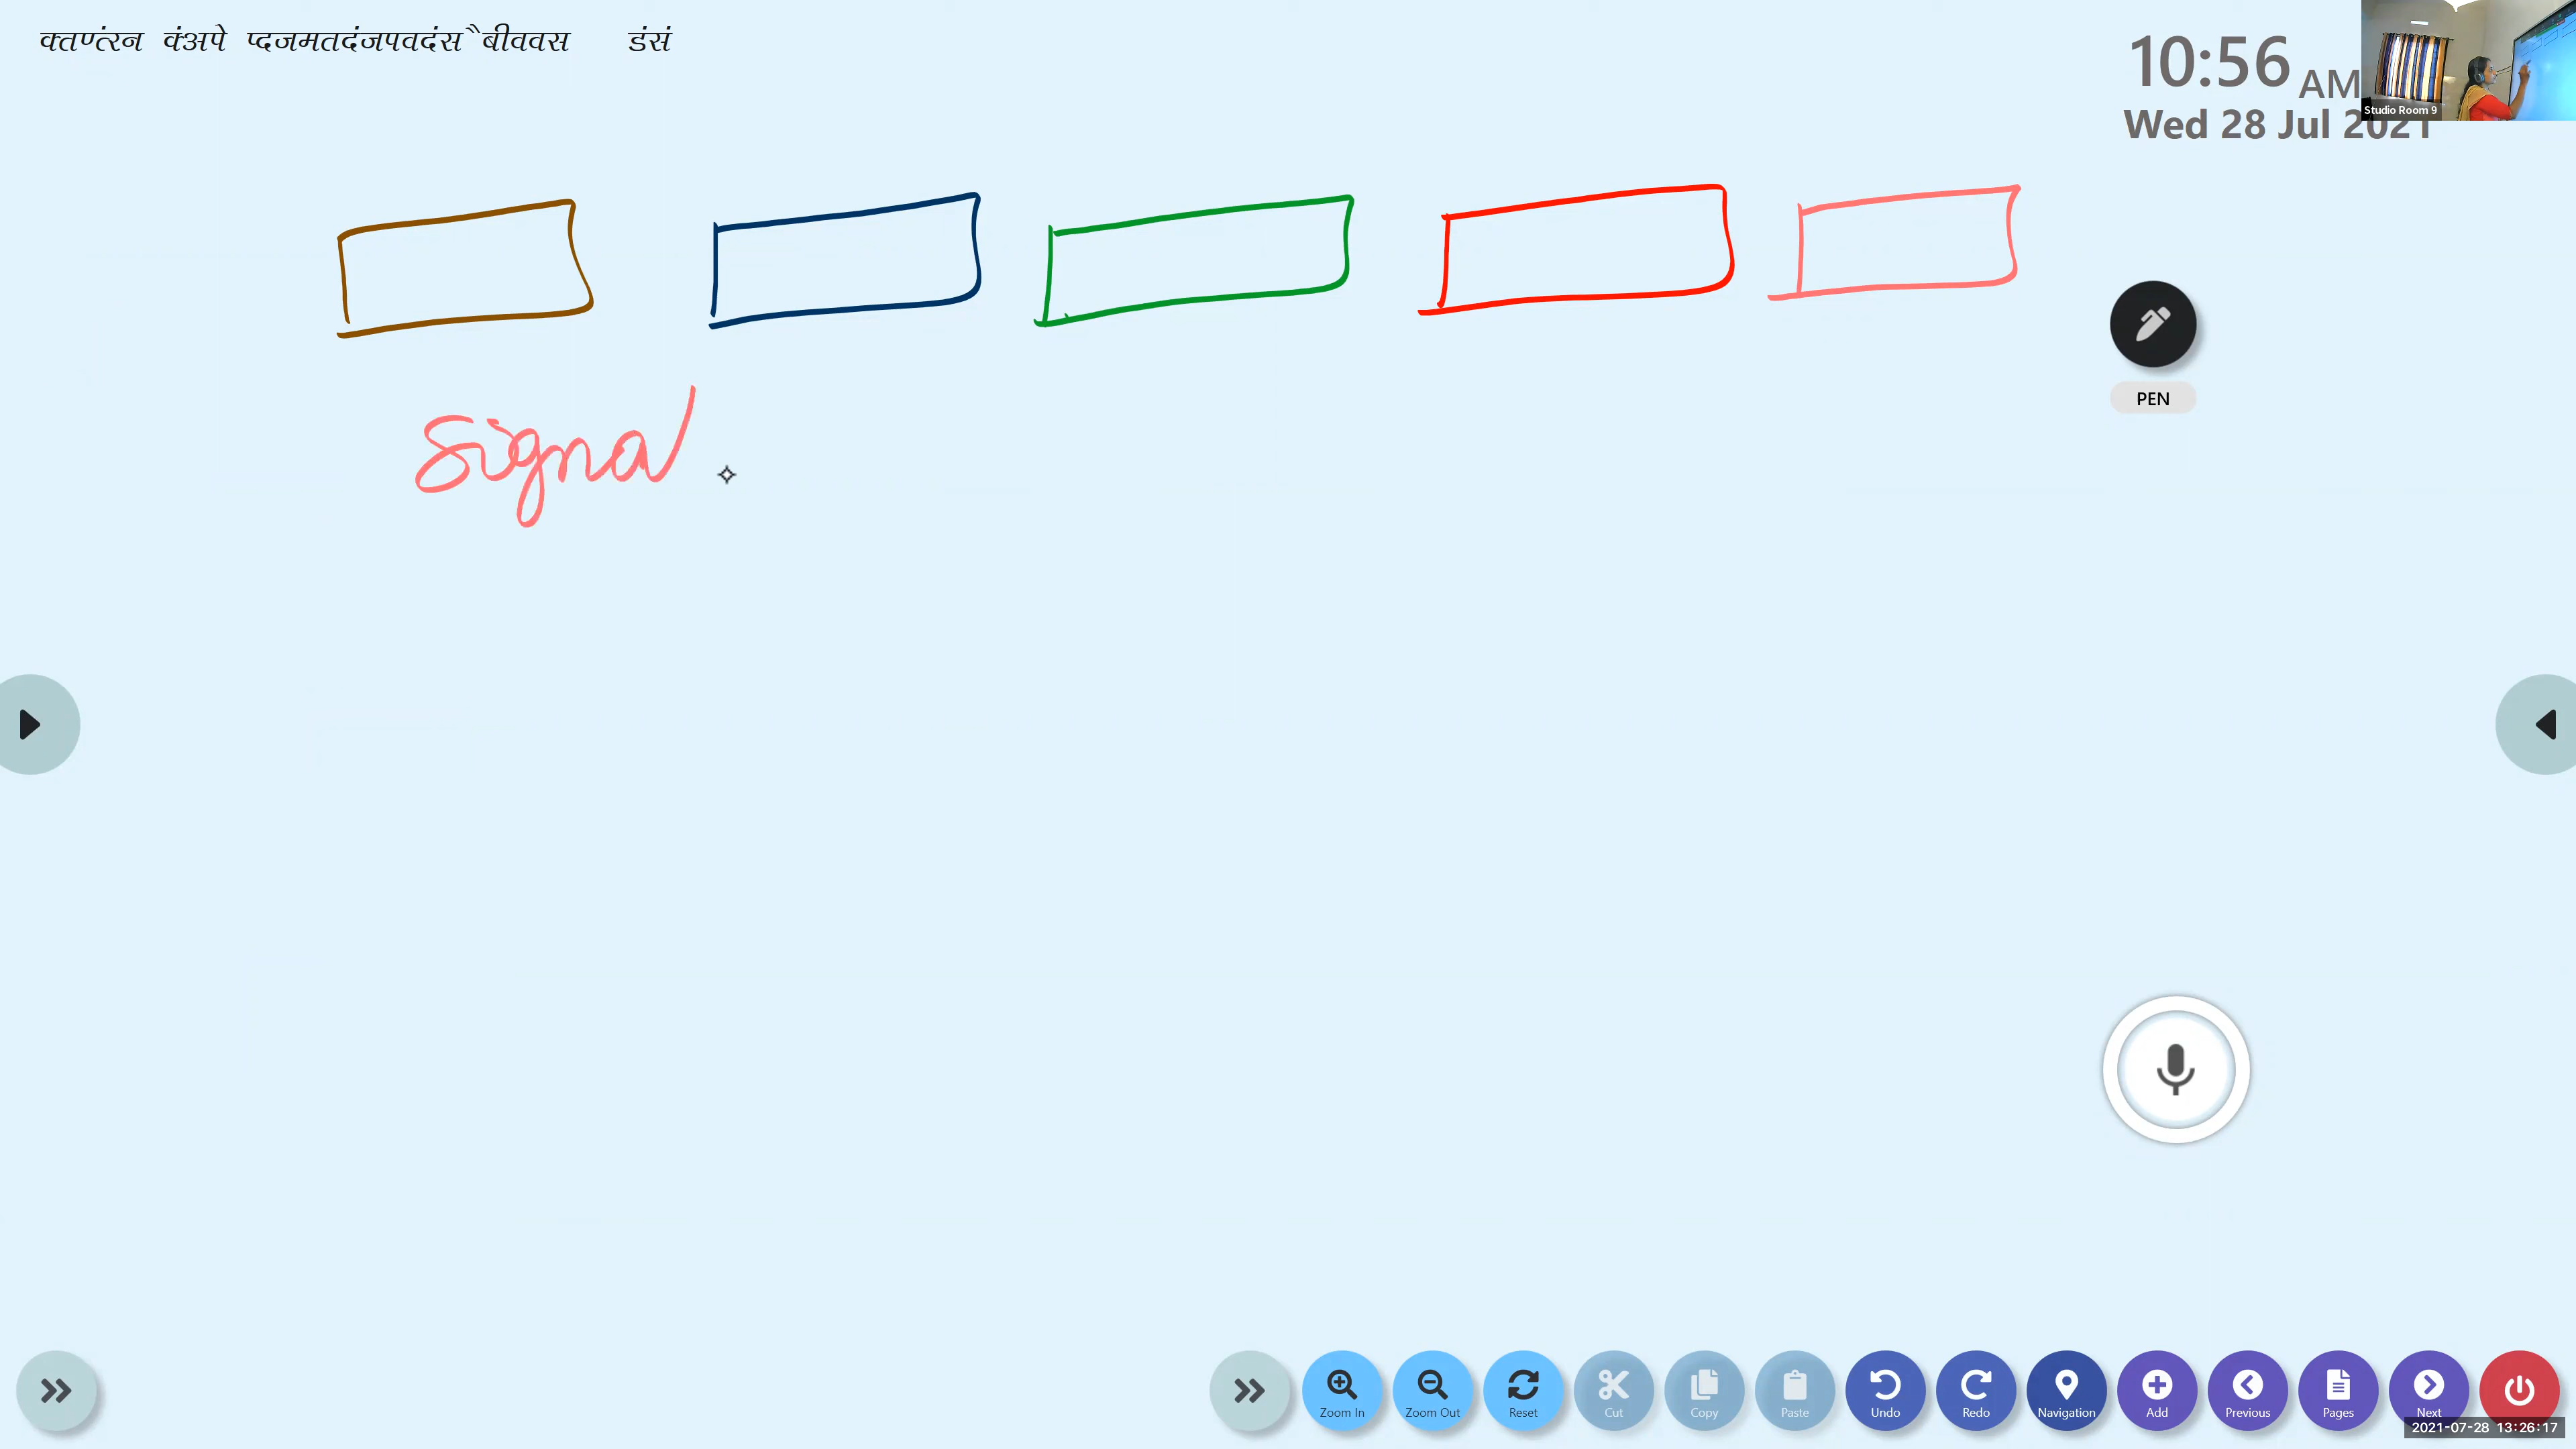 क्तण्त्ंरन क्ंअपे प्दजमतदंजपवदंस ैबीववस डंसं
10:56 AM
Studio Room 9
Wed 28 Jul 2021
signal
PEN
Zoom In Zoom Out Reset Cut Copy Paste Undo Redo Navigation Add Previous Pages Next
2021-07-28 13:26:17